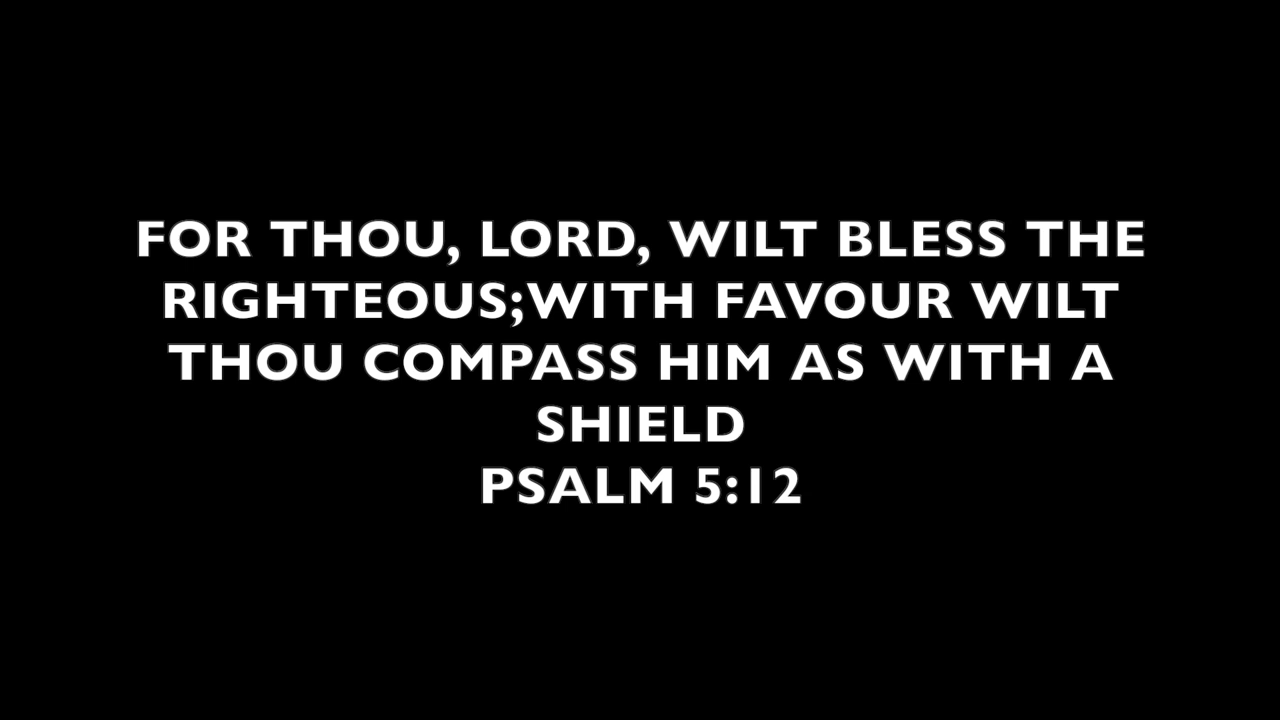 FOR THOU, LORD, WILT BLESS THE
RIGHTEOUS;WITH FAVOUR WILT
THOU COMPASS HIM AS WITH A
SHIELD
PSALM 5:12